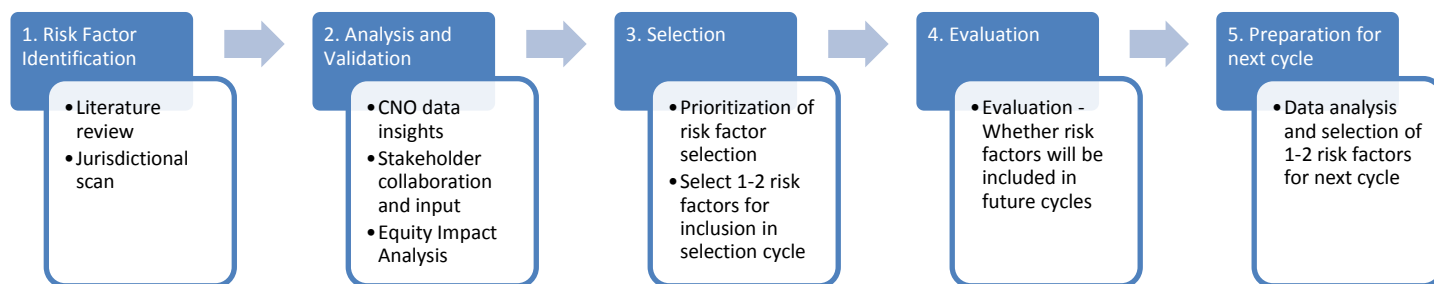 1. Risk Factor
Identification
• Literature
review
• Jurisdictional
scan
2. Analysis and
Validation
• CNO data
insights
• Stakeholder
collaboration
and input
• Equity Impact
Analysis
3. Selection
• Prioritization of
risk factor
selection
• Select 1-2 risk
factors for
inclusion in
selection cycle
4. Evaluation
• Evaluation -
Whether risk
factors will be
included in
future cycles
5. Preparation for
next cycle
• Data analysis
and selection of
1-2 risk factors
for next cycle